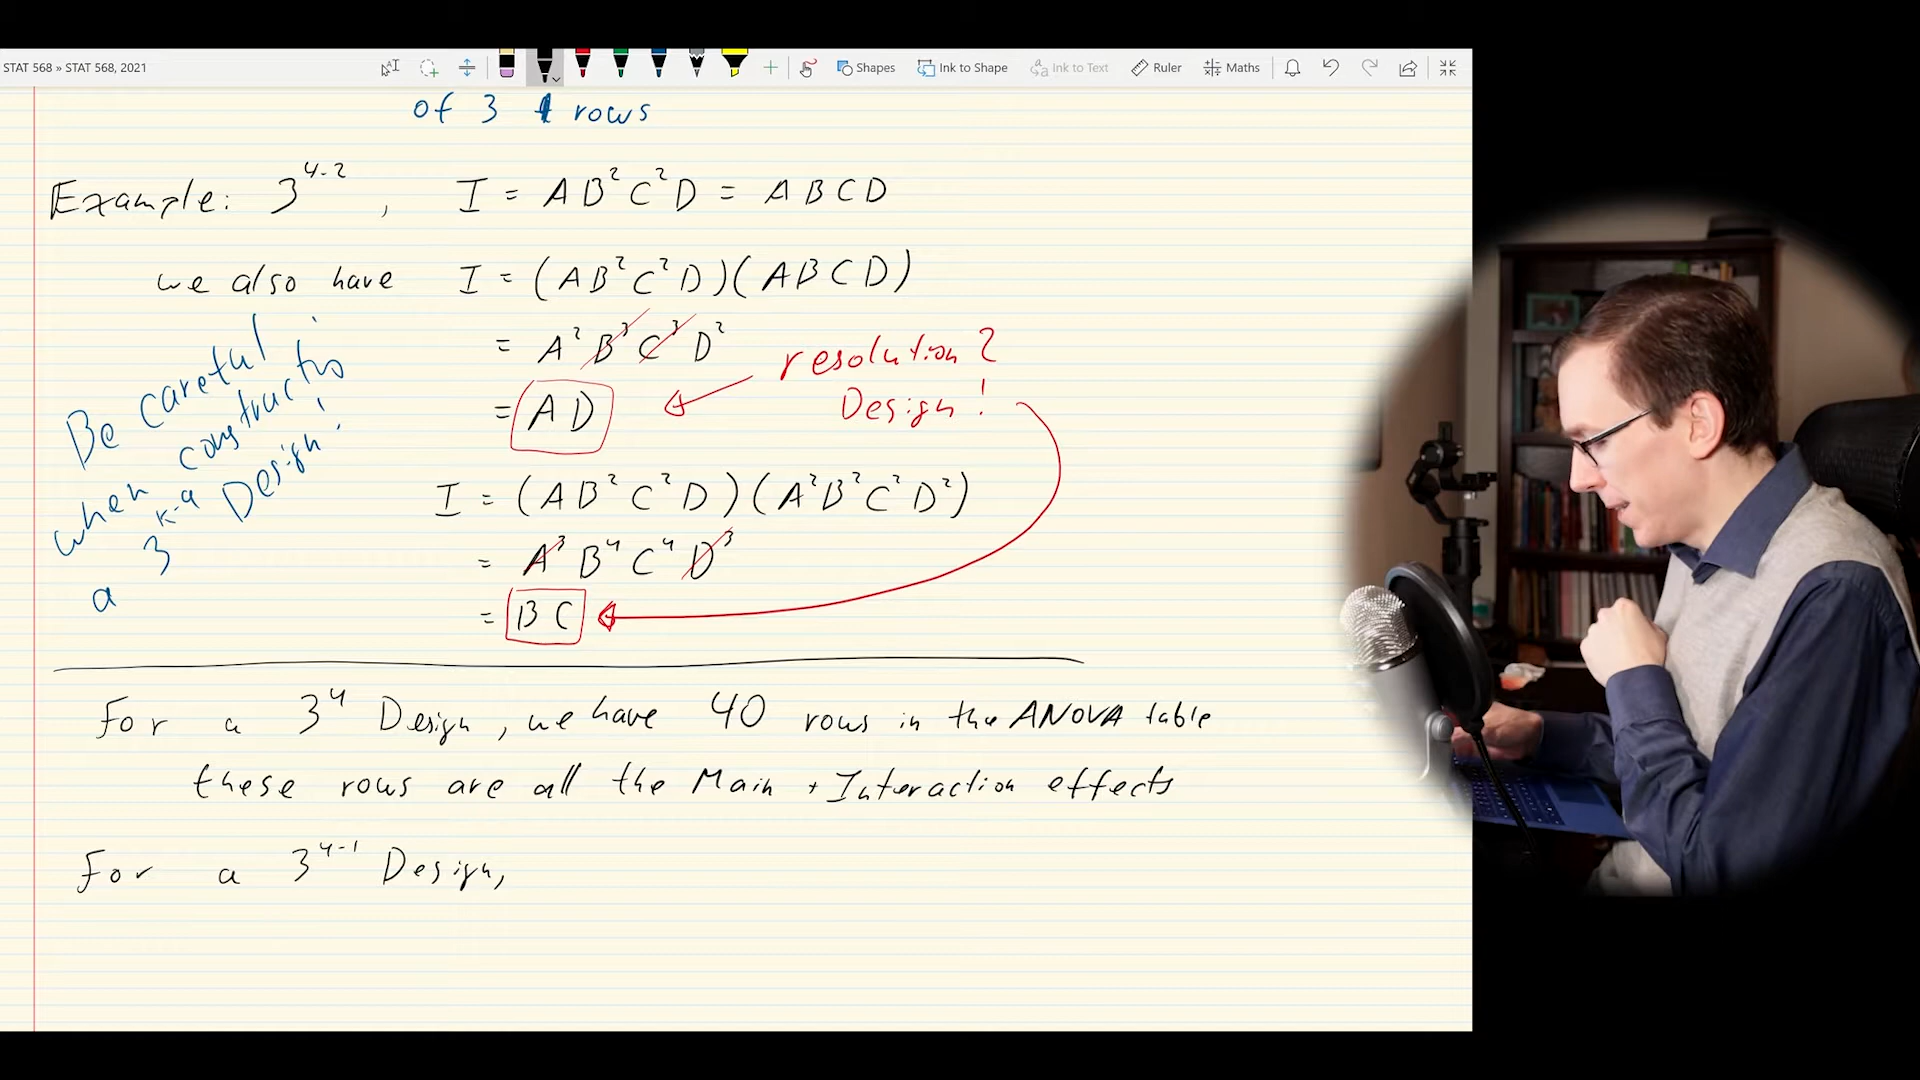 STAT 568 » STAT 568, 2021
Shapes Ink to Shape Ink to Text Ruler Maths
of 3 rows
Example: 3^{4-2}, I = AB²C²D = ABCD
we also have I = (AB²C²D)(ABCD)
= A²B³C³D²
= AD
resolution 2
Design!
Be careful
when constructing
a 3^{k-q} Design!
I = (AB²C²D)(A²B²C²D²)
= A³B⁴C⁴D³
= BC
For a 3⁴ Design, we have 40 rows in the ANOVA table
these rows are all the Main + Interaction effects
For a 3^{4-1} Design,